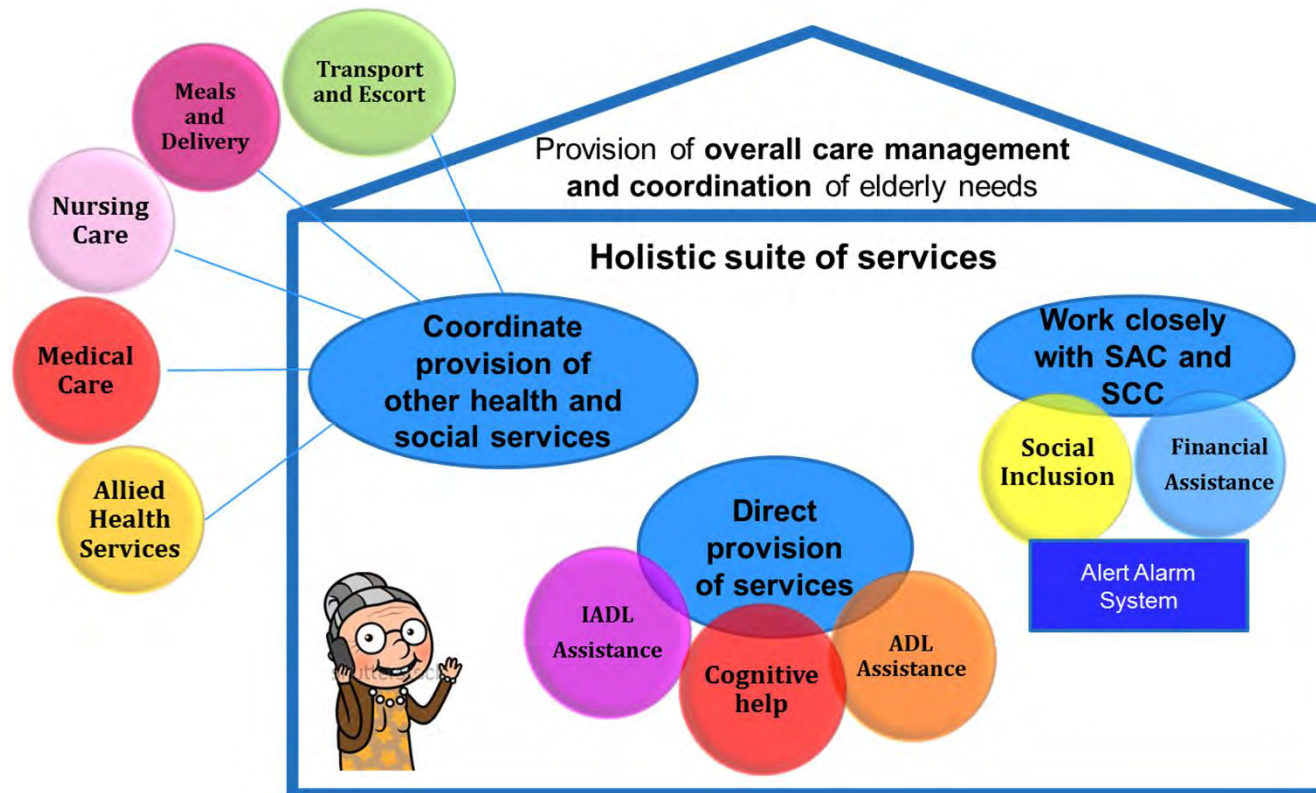 Transport
and Escort
Meals
and
Delivery
Nursing
Care
Medical
Care
Allied
Health
Services
Provision of overall care management
and coordination of elderly needs
Holistic suite of services
Coordinate
provision of
other health and
social services
Work closely
with SAC and
SCC
Social
Inclusion
Financial
Assistance
Alert Alarm
System
Direct
provision
of services
IADL
Assistance
Cognitive
help
ADL
Assistance